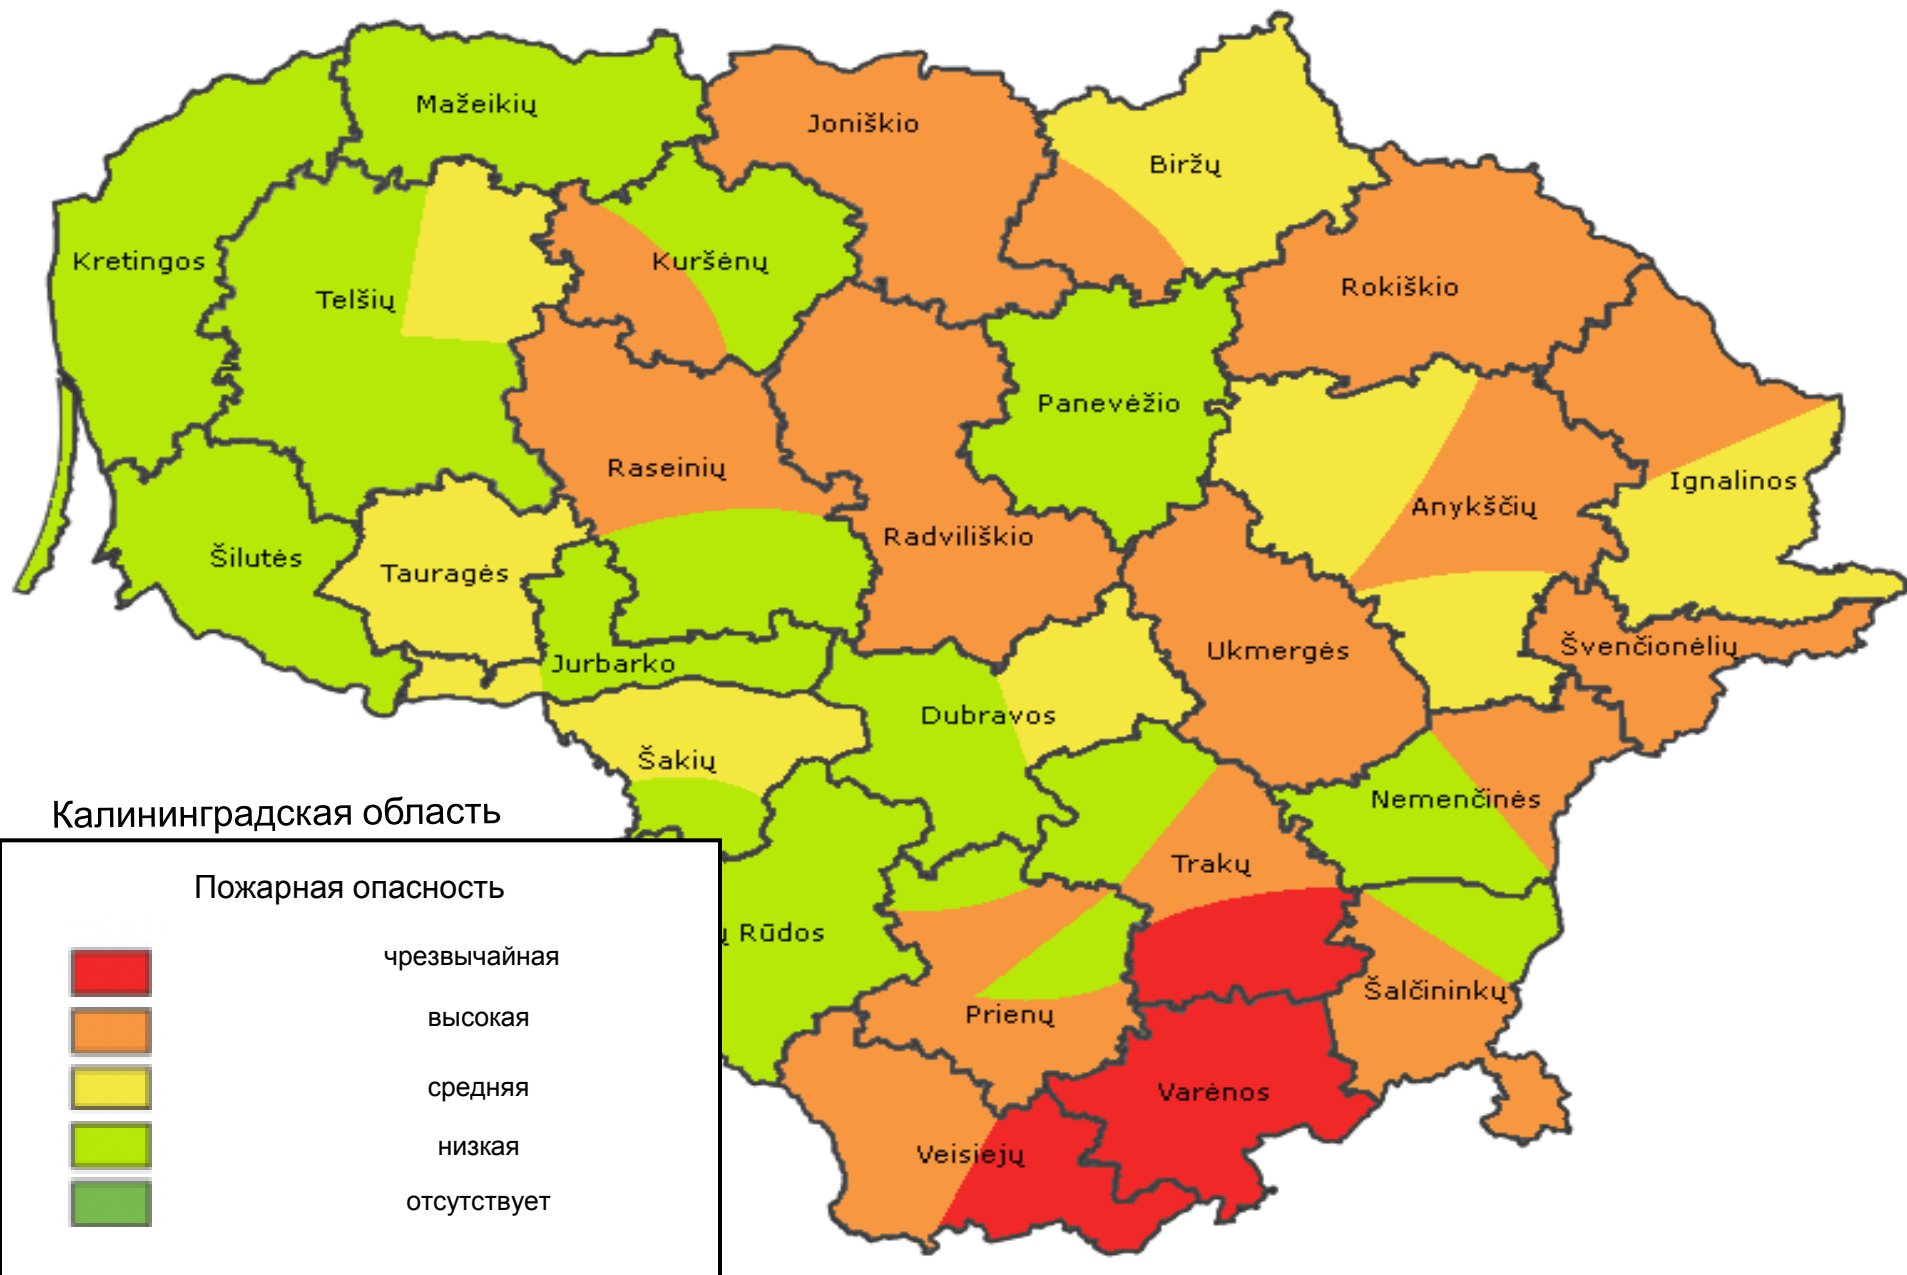 Mažeikių
Joniškio
Biržų
Kretingos
Telšių
Kuršėnų
Rokiškio
Panevėžio
Raseinių
Ignalinos
Anykščių
Radviliškio
Šilutės
Tauragės
Jurbarko
Ukmergės
Švenčionėlių
Dubravos
Šakių
Nemenčinės
Trakų
ų Rūdos
Šalčininkų
Prienų
Varėnos
Veisiejų
Калининградская область
Пожарная опасность
чрезвычайная
высокая
средняя
низкая
отсутствует